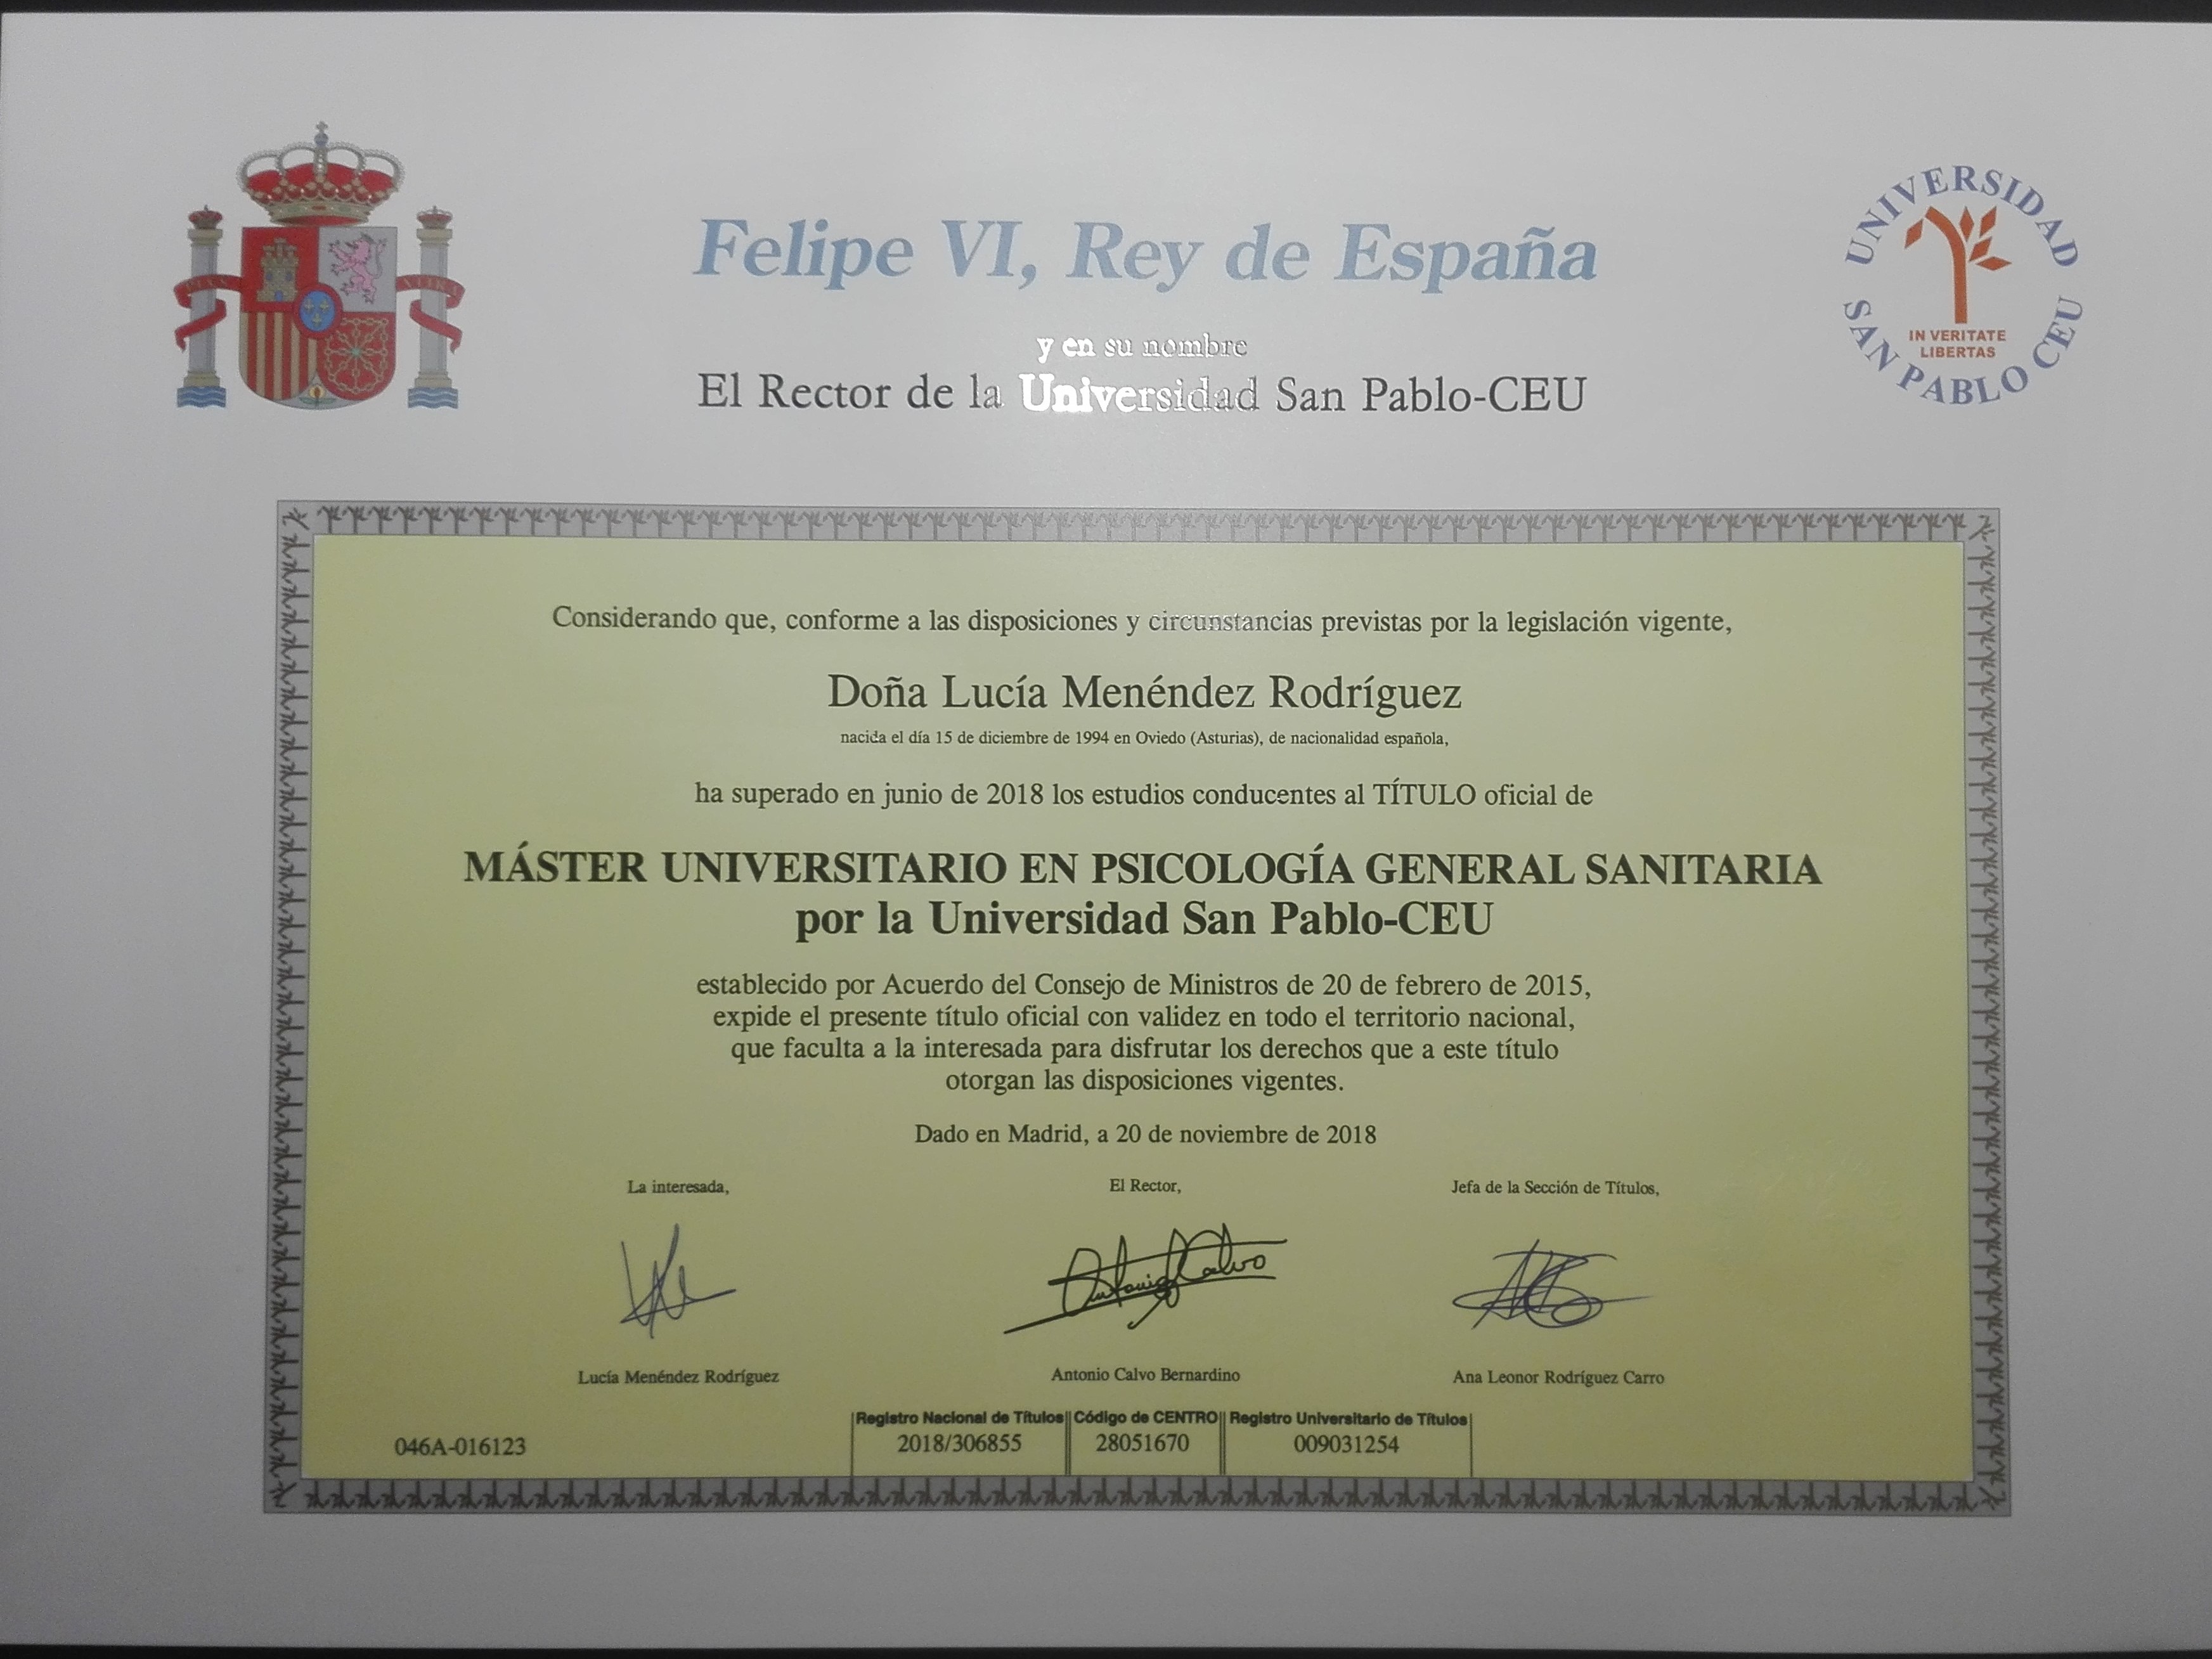 Felipe VI, Rey de España
y en su nombre
El Rector de la Universidad San Pablo-CEU
UNIVERSIDAD
SAN PABLO CEU
IN VERITATE
LIBERTAS
Considerando que, conforme a las disposiciones y circunstancias previstas por la legislación vigente,
Doña Lucía Menéndez Rodríguez
nacida el día 15 de diciembre de 1994 en Oviedo (Asturias), de nacionalidad española,
ha superado en junio de 2018 los estudios conducentes al TÍTULO oficial de
MÁSTER UNIVERSITARIO EN PSICOLOGÍA GENERAL SANITARIA
por la Universidad San Pablo-CEU
establecido por Acuerdo del Consejo de Ministros de 20 de febrero de 2015,
expide el presente título oficial con validez en todo el territorio nacional,
que faculta a la interesada para disfrutar los derechos que a este título
otorgan las disposiciones vigentes.
Dado en Madrid, a 20 de noviembre de 2018
La interesada,
El Rector,
Jefa de la Sección de Títulos,
Antonio Calvo
Lucía Menéndez Rodríguez
Antonio Calvo Bernardino
Ana Leonor Rodríguez Carro
Registro Nacional de Títulos
Código de CENTRO
Registro Universitario de Títulos
046A-016123
2018/306855
28051670
009031254